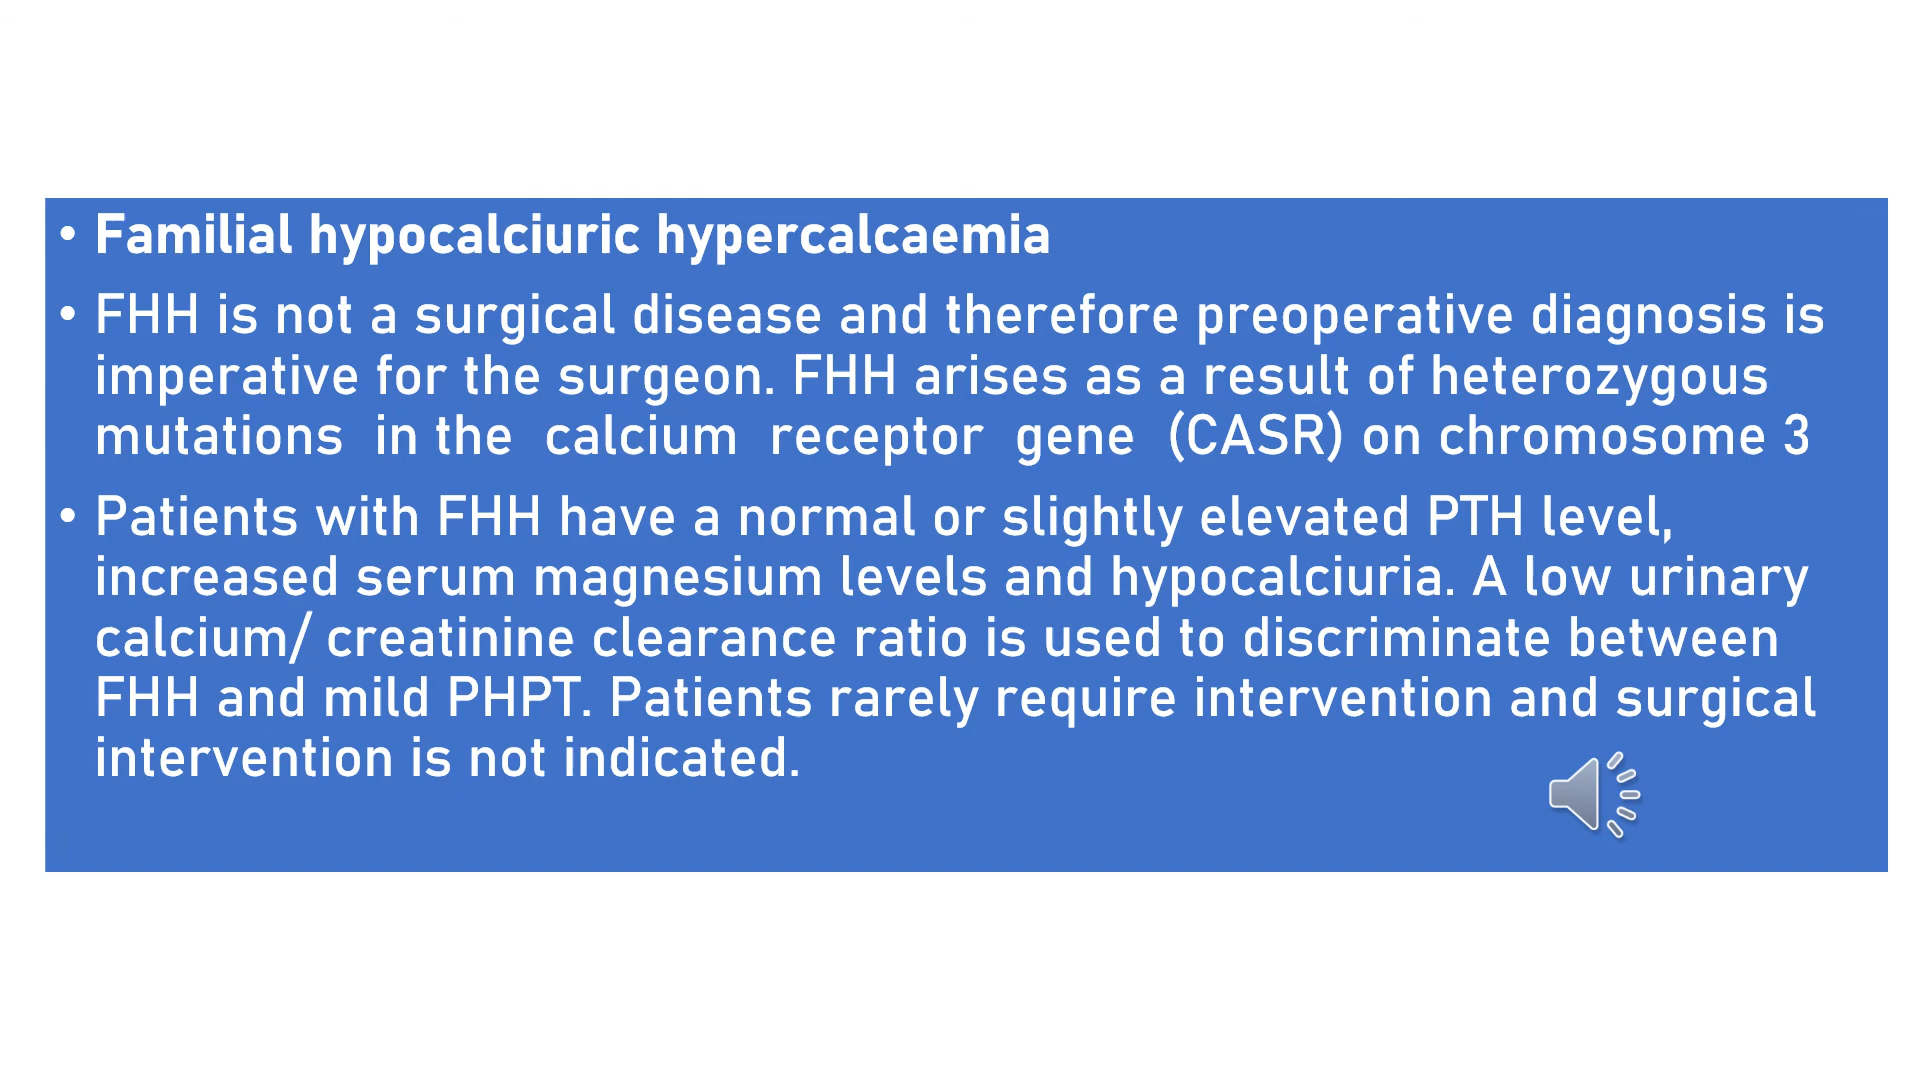 • Familial hypocalciuric hypercalcaemia
• FHH is not a surgical disease and therefore preoperative diagnosis is
imperative for the surgeon. FHH arises as a result of heterozygous
mutations in the calcium receptor gene (CASR) on chromosome 3
• Patients with FHH have a normal or slightly elevated PTH level,
increased serum magnesium levels and hypocalciuria. A low urinary
calcium/ creatinine clearance ratio is used to discriminate between
FHH and mild PHPT. Patients rarely require intervention and surgical
intervention is not indicated.